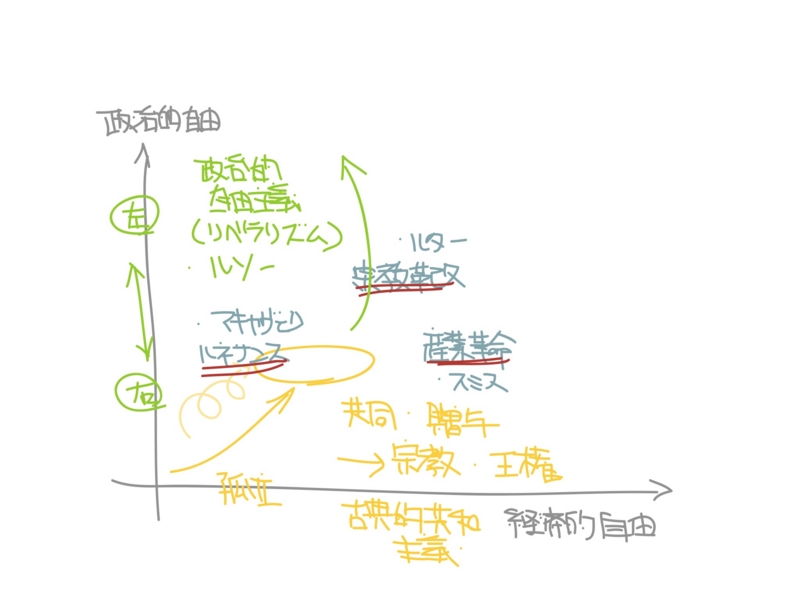 政治的自由
政治的
自由主義
(リベラリズム)
・ルソー
左
・ルター
宗教改革
・マキャヴェリ
ルネサンス
産業革命
・スミス
右
共同・贈与
→宗教・王権
孤立
古典的共和
主義
経済的自由